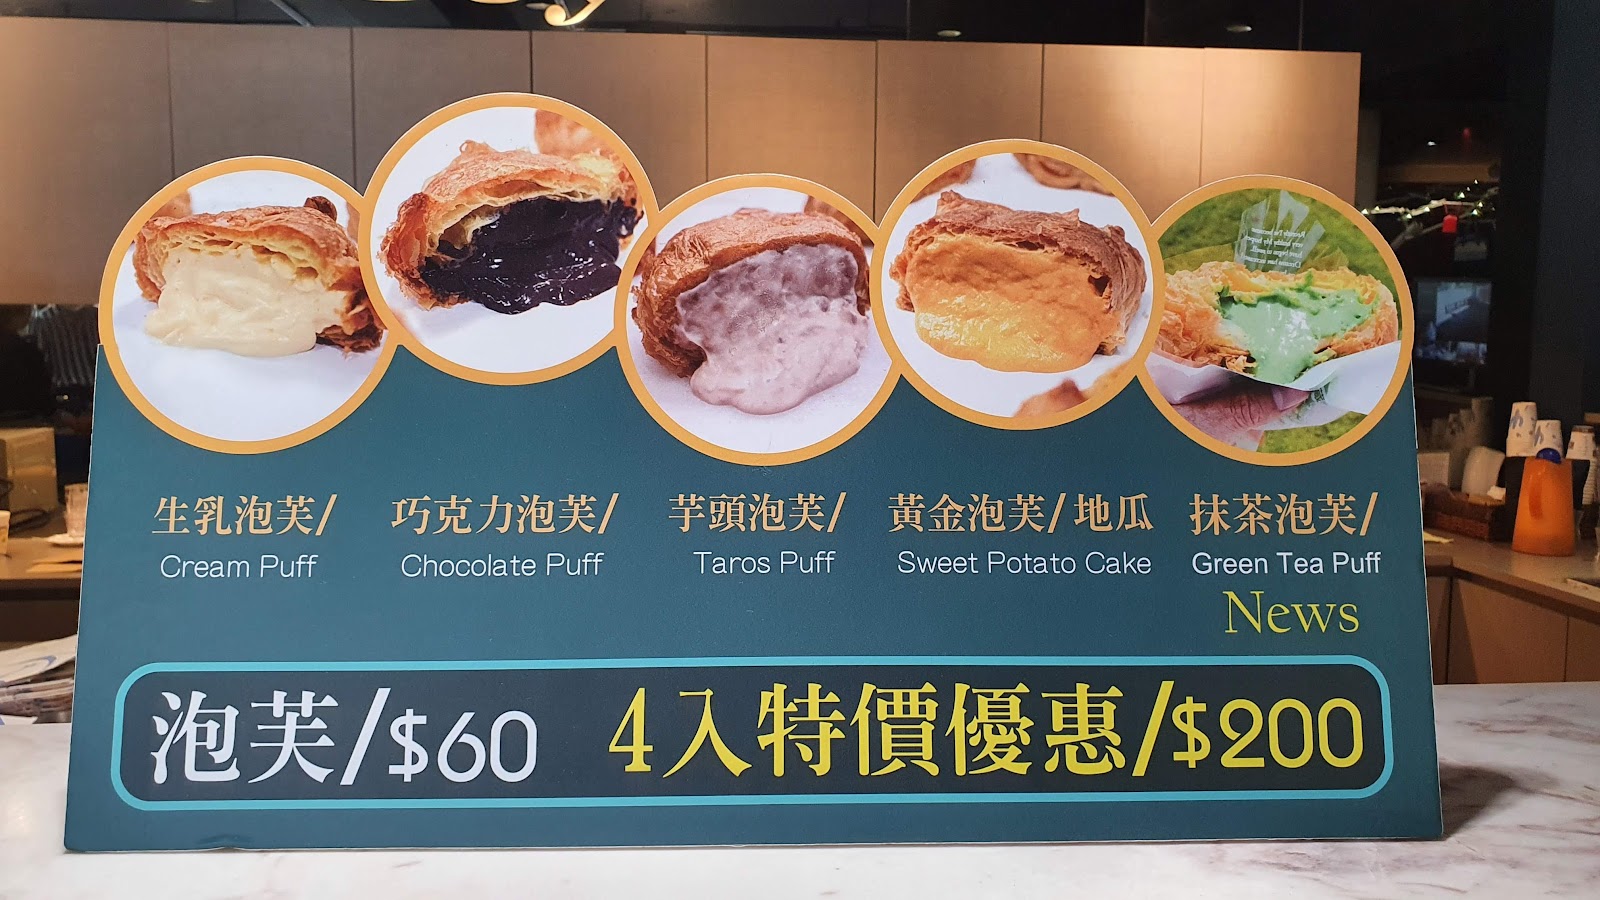 生乳泡芙/
Cream Puff
巧克力泡芙/
Chocolate Puff
芋頭泡芙/
Taros Puff
黃金泡芙/地瓜
Sweet Potato Cake
抹茶泡芙/
Green Tea Puff
News
泡芙/$60
4入特價優惠/$200